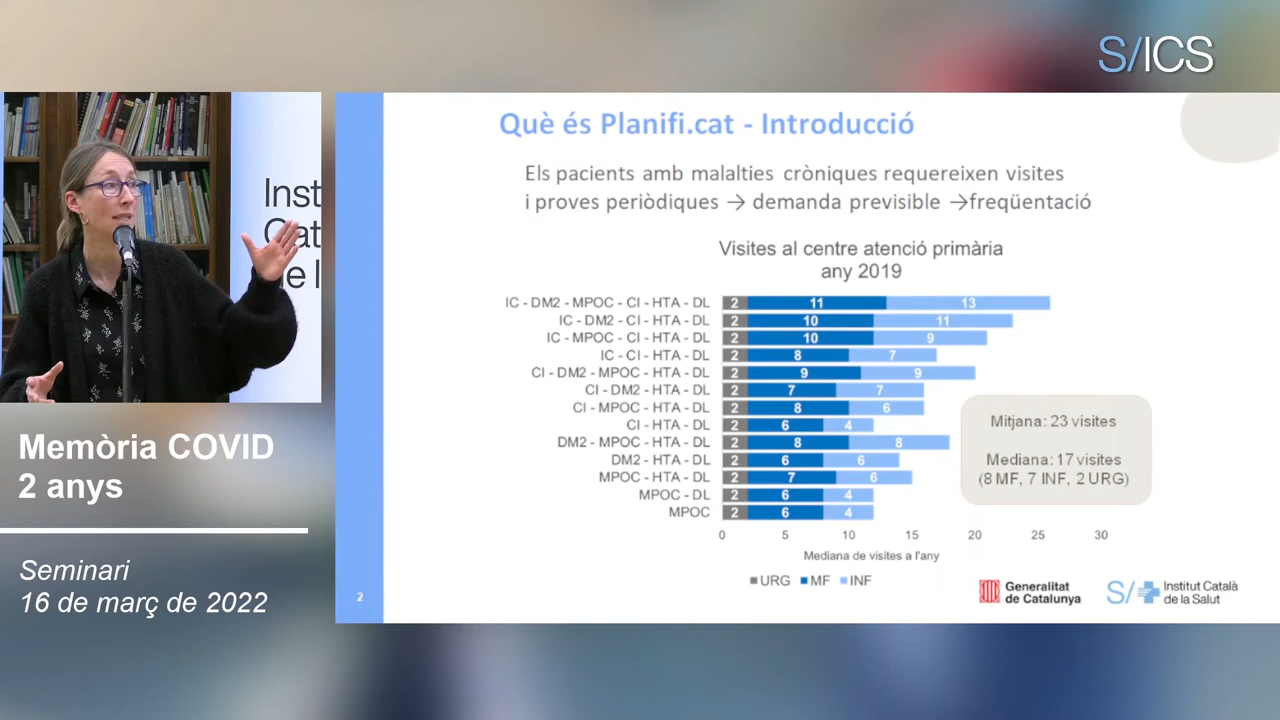 S/ICS
Inst
Cat
de l
Memòria COVID
2 anys
Seminari
16 de març de 2022
Què és Planifi.cat - Introducció
Els pacients amb malalties cròniques requereixen visites
i proves periòdiques → demanda previsible →freqüentació
Visites al centre atenció primària
any 2019
IC - DM2 - MPOC - CI - HTA - DL 2 11 13
IC - DM2 - CI - HTA - DL 2 10 11
IC - MPOC - CI - HTA - DL 2 10 9
IC - CI - HTA - DL 2 8 7
CI - DM2 - MPOC - HTA - DL 2 9 9
CI - DM2 - HTA - DL 2 7 7
CI - MPOC - HTA - DL 2 8 6
CI - HTA - DL 2 6 4
DM2 - MPOC - HTA - DL 2 8 8
DM2 - HTA - DL 2 6 6
MPOC - HTA - DL 2 7 6
MPOC - DL 2 6 4
MPOC 2 6 4
0 5 10 15 20 25 30
Mediana de visites a l'any
URG MF INF
Mitjana: 23 visites
Mediana: 17 visites
(8 MF, 7 INF, 2 URG)
2
Generalitat
de Catalunya
S/ Institut Català
de la Salut